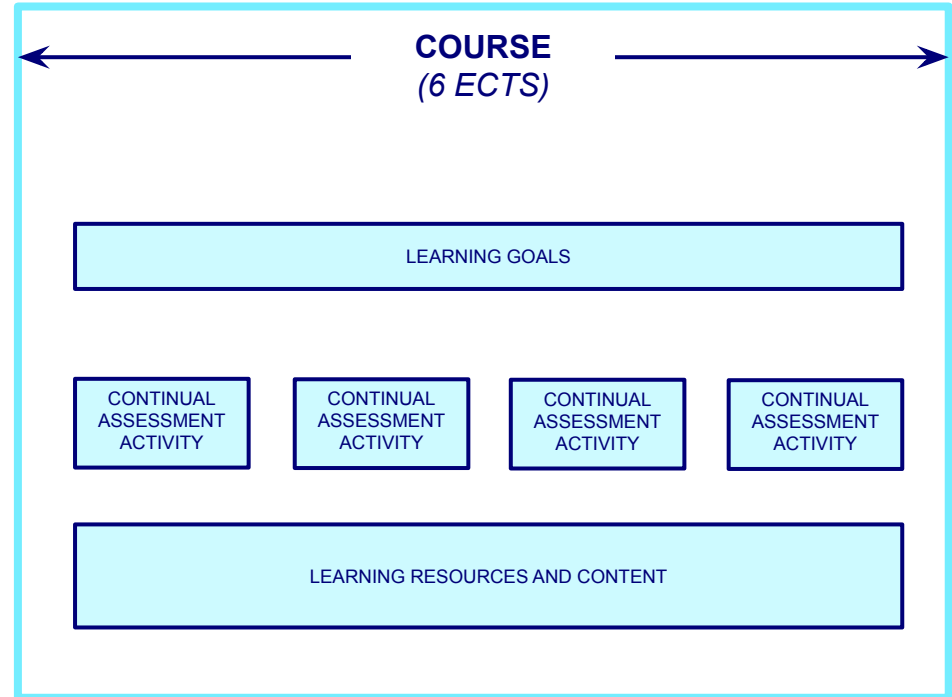 COURSE
(6 ECTS)
LEARNING GOALS
CONTINUAL
ASSESSMENT
ACTIVITY
CONTINUAL
ASSESSMENT
ACTIVITY
CONTINUAL
ASSESSMENT
ACTIVITY
CONTINUAL
ASSESSMENT
ACTIVITY
LEARNING RESOURCES AND CONTENT